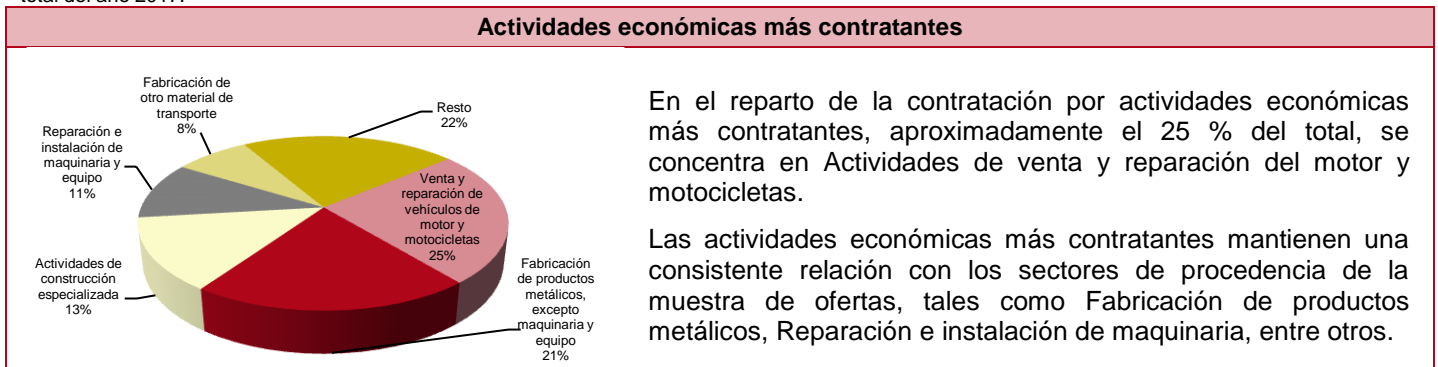 total del año 2017.
Actividades económicas más contratantes
Fabricación de
otro material de
transporte
8%
Resto
22%
Reparación e
instalación de
maquinaria y
equipo
11%
Venta y
reparación de
vehículos de
motor y
motocicletas
25%
Actividades de
construcción
especializada
13%
Fabricación
de productos
metálicos,
excepto
maquinaria y
equipo
21%
En el reparto de la contratación por actividades económicas
más contratantes, aproximadamente el 25 % del total, se
concentra en Actividades de venta y reparación del motor y
motocicletas.
Las actividades económicas más contratantes mantienen una
consistente relación con los sectores de procedencia de la
muestra de ofertas, tales como Fabricación de productos
metálicos, Reparación e instalación de maquinaria, entre otros.